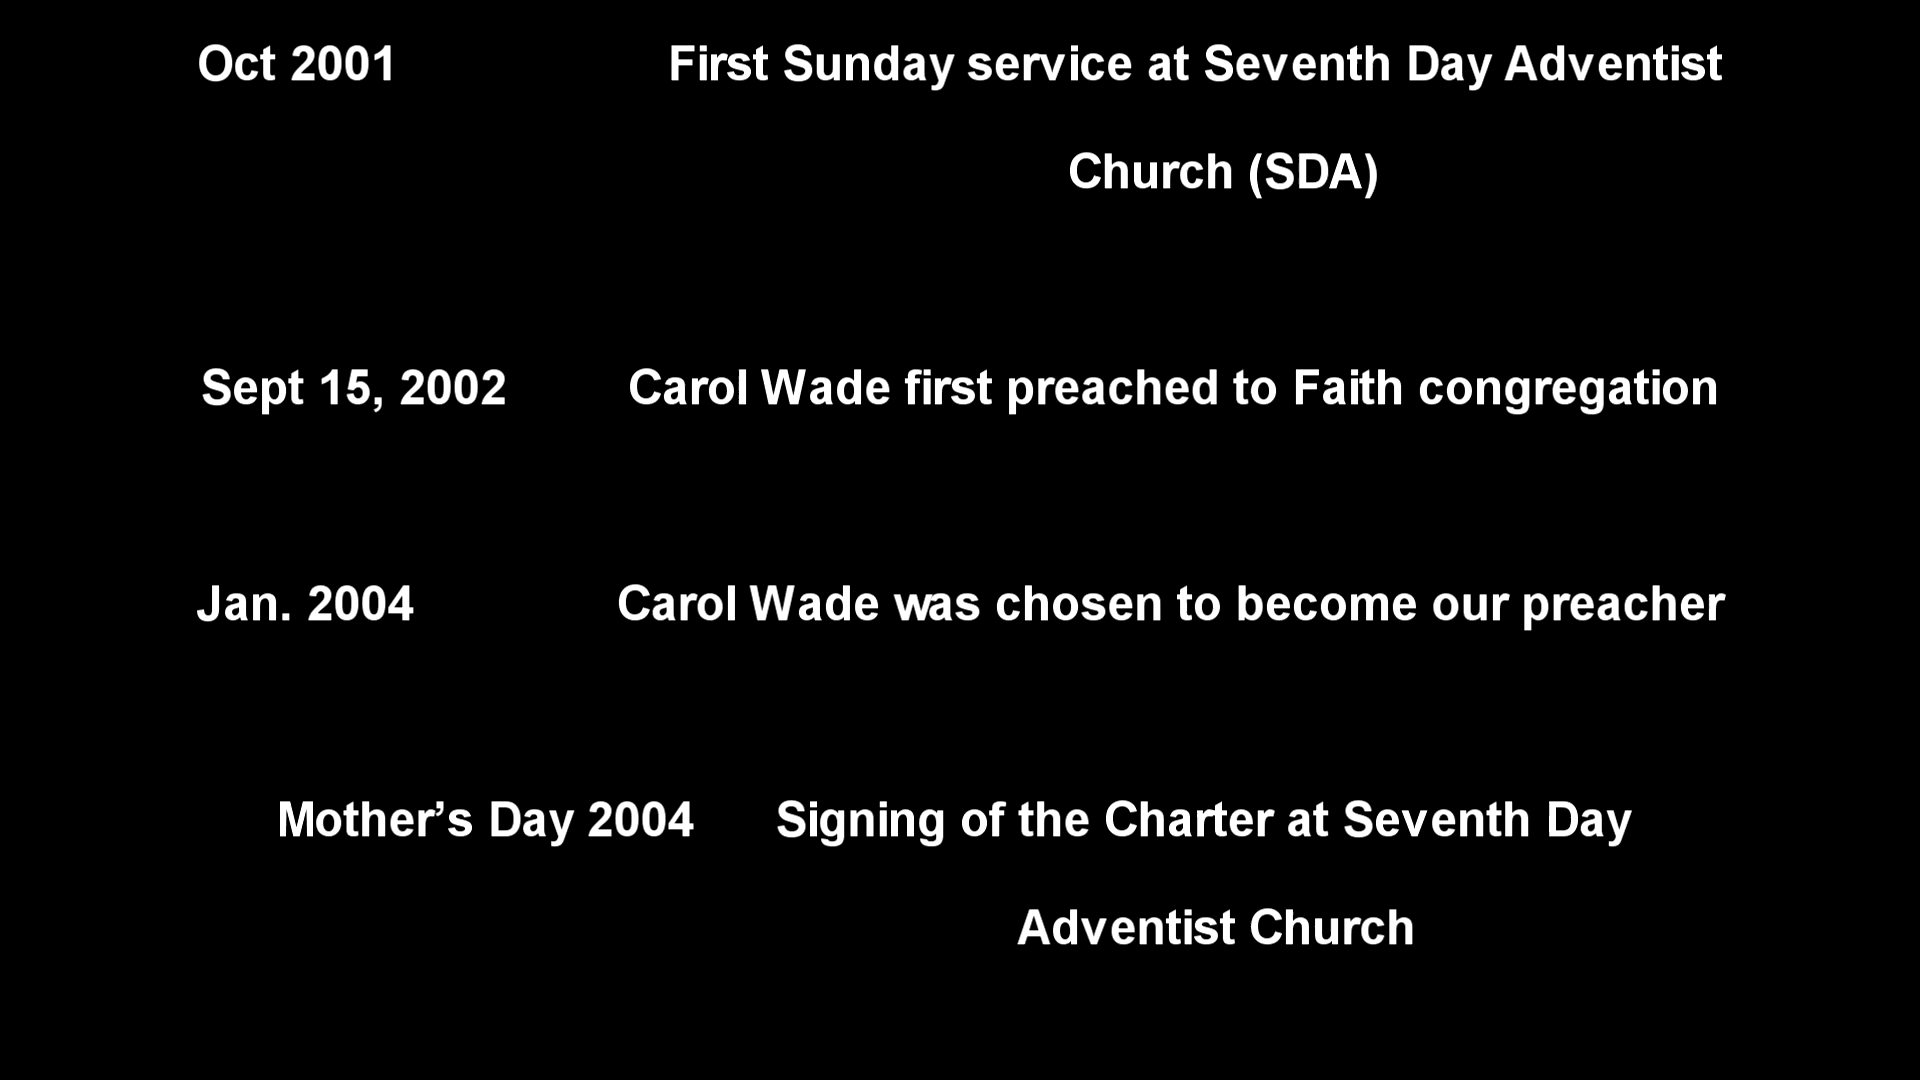 Oct 2001 First Sunday service at Seventh Day Adventist
Church (SDA)
Sept 15, 2002 Carol Wade first preached to Faith congregation
Jan. 2004 Carol Wade was chosen to become our preacher
Mother’s Day 2004 Signing of the Charter at Seventh Day
Adventist Church